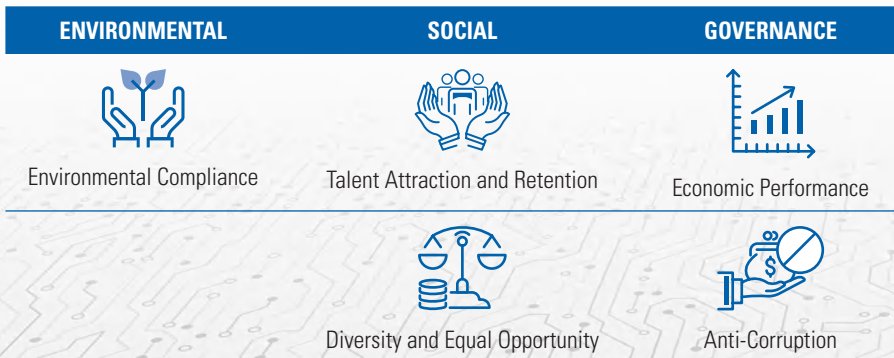 ENVIRONMENTAL SOCIAL GOVERNANCE
Environmental Compliance
Talent Attraction and Retention
Economic Performance
$
Diversity and Equal Opportunity
Anti-Corruption